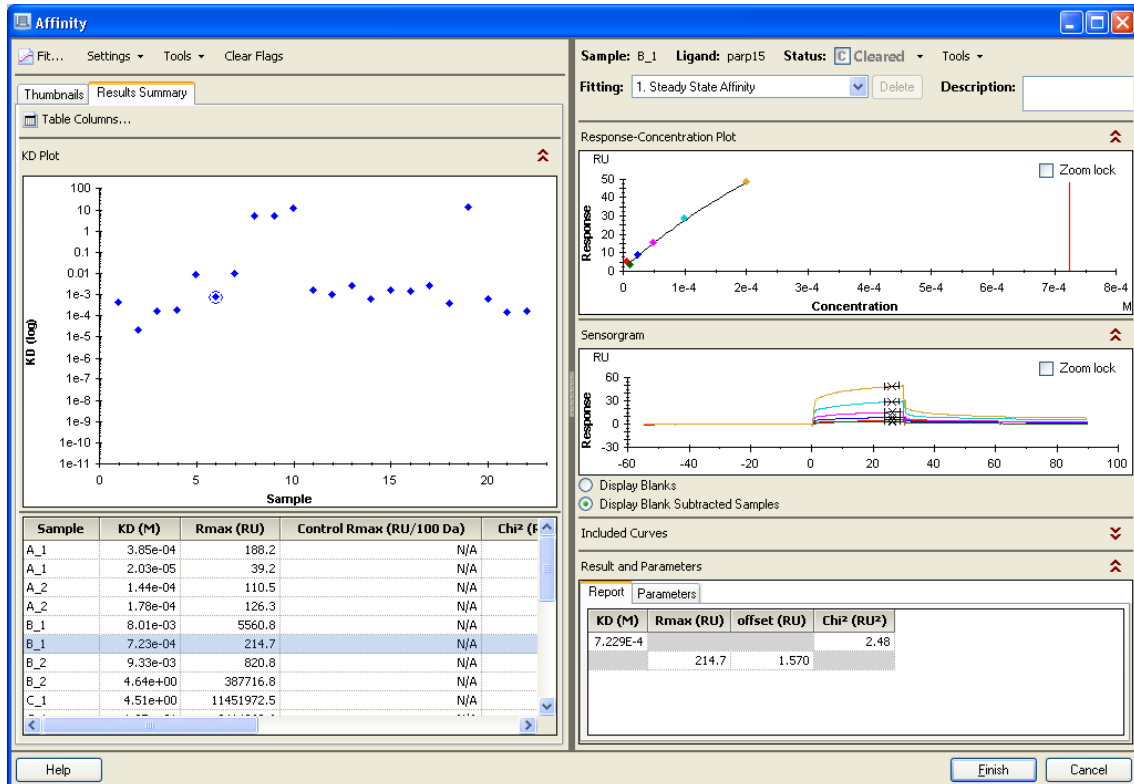 Affinity
Fit... Settings Tools Clear Flags
Thumbnails Results Summary
Table Columns...
KD Plot
100
10
1
0.1
0.01
1e-3
1e-4
1e-5
1e-6
1e-7
1e-8
1e-9
1e-10
1e-11
KD (log)
0 5 10 15 20
Sample
Sample KD (M) Rmax (RU) Control Rmax (RU/100 Da) Chi² (R
A_1 3.85e-04 188.2 N/A
A_1 2.03e-05 39.2 N/A
A_2 1.44e-04 110.5 N/A
A_2 1.78e-04 126.3 N/A
B_1 8.01e-03 5560.8 N/A
B_1 7.23e-04 214.7 N/A
B_2 9.33e-03 820.8 N/A
B_2 4.64e+00 387716.8 N/A
C_1 4.51e+00 11451972.5 N/A
Sample: B_1 Ligand: parp15 Status: C Cleared Tools
Fitting: 1. Steady State Affinity Delete Description:
Response-Concentration Plot
RU
Zoom lock
50
40
30
20
10
0
Response
0 1e-4 2e-4 3e-4 4e-4 5e-4 6e-4 7e-4 8e-4
Concentration M
Sensorgram
RU
Zoom lock
60
30
0
-30
Response
-60 -40 -20 0 20 40 60 80 100
Display Blanks
Display Blank Subtracted Samples
Included Curves
Result and Parameters
Report Parameters
KD (M) Rmax (RU) offset (RU) Chi² (RU²)
7.229E-4 2.48
214.7 1.570
Help Finish Cancel